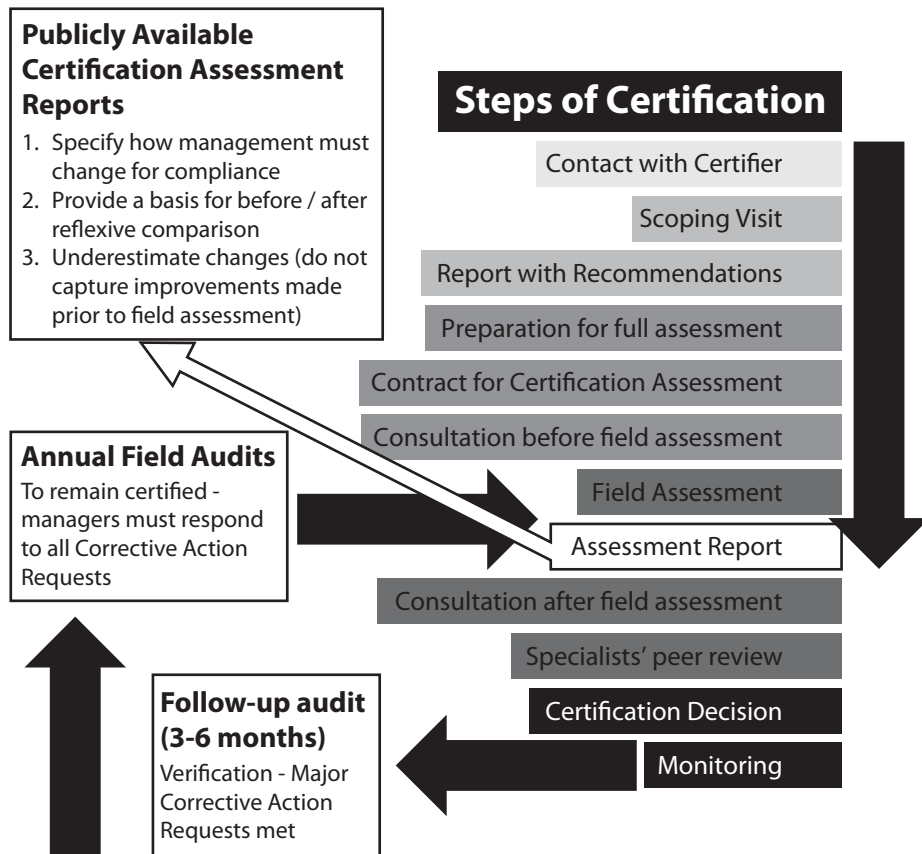 Publicly Available
Certification Assessment
Reports
1. Specify how management must
change for compliance
2. Provide a basis for before / after
reflexive comparison
3. Underestimate changes (do not
capture improvements made
prior to field assessment)
Steps of Certification
Contact with Certifier
Scoping Visit
Report with Recommendations
Preparation for full assessment
Contract for Certification Assessment
Consultation before field assessment
Field Assessment
Assessment Report
Consultation after field assessment
Specialists' peer review
Certification Decision
Monitoring
Annual Field Audits
To remain certified -
managers must respond
to all Corrective Action
Requests
Follow-up audit
(3-6 months)
Verification - Major
Corrective Action
Requests met